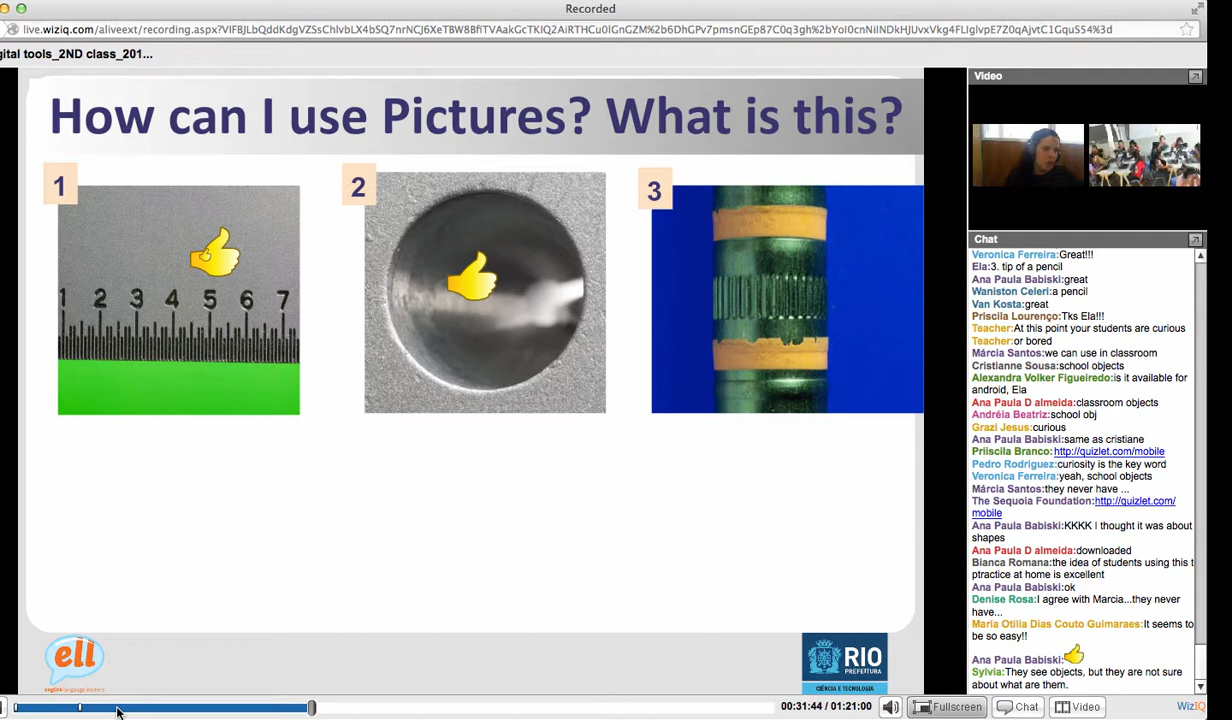 Recorded
live.wiziq.com/aliveext/recording.aspx?
gital tools_2ND class_201...
How can I use Pictures? What is this?
1
2
3
1 2 3 4 5 6 7
ell
english language learners
RIO
PREFEITURA
CIÊNCIA E TECNOLOGIA
Video
Chat
Veronica Ferreira:Great!!!
Ela:3. tip of a pencil
Ana Paula Babiski:great
Waniston Celeri:a pencil
Van Kosta:great
Priscila Lourenço:Tks Ela!!!
Teacher:At this point your students are curious
Teacher:or bored
Márcia Santos:we can use in classroom
Cristianne Sousa:school objects
Alexandra Volker Figueiredo:is it available for
android, Ela
Ana Paula D almeida:classroom objects
Andréia Beatriz:school obj
Grazi Jesus:curious
Ana Paula Babiski:same as cristiane
Priiscila Branco:http://quizlet.com/mobile
Pedro Rodriguez:curiosity is the key word
Veronica Ferreira:yeah, school objects
Márcia Santos:they never have ...
The Sequoia Foundation:http://quizlet.com/
mobile
Ana Paula Babiski:KKKK I thought it was about
shapes
Ana Paula D almeida:downloaded
Bianca Romana:the idea of students using this t
ptractice at home is excellent
Ana Paula Babiski:ok
Denise Rosa:I agree with Marcia...they never
have...
Maria Otilia Dias Couto Guimaraes:It seems to
be so easy!!
Ana Paula Babiski:
Sylvia:They see objects, but they are not sure
about what are them.
00:31:44 / 01:21:00
Fullscreen
Chat
Video
WizIQ